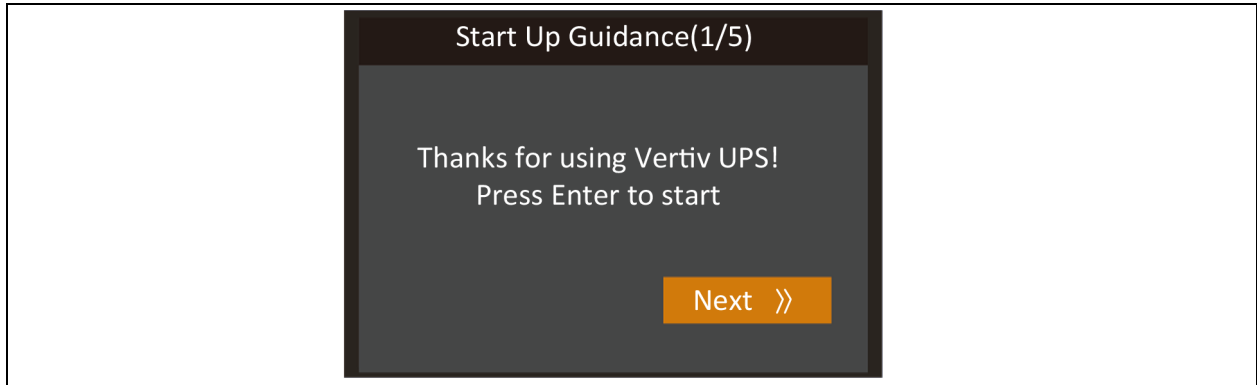 Start Up Guidance(1/5)
Thanks for using Vertiv UPS!
Press Enter to start
Next »